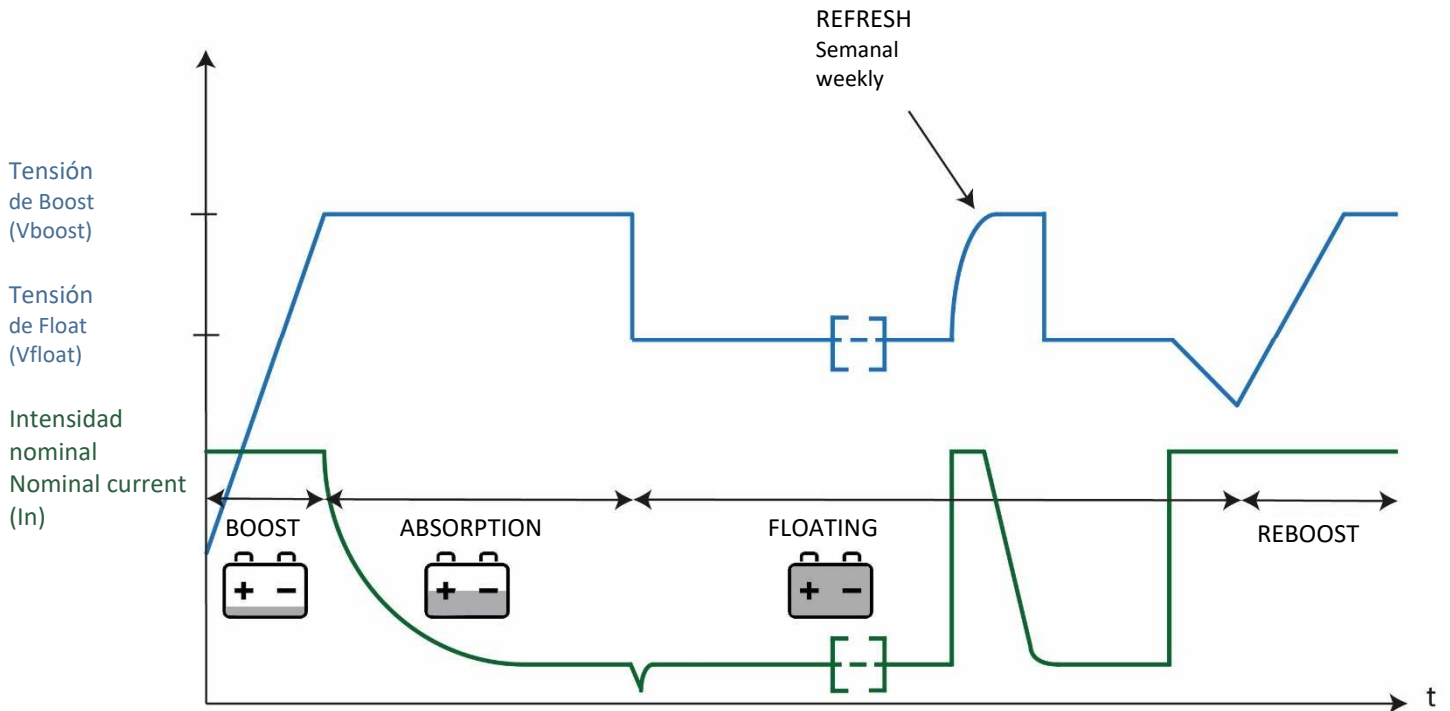 REFRESH
Semanal
weekly
Tensión
de Boost
(Vboost)
Tensión
de Float
(Vfloat)
Intensidad
nominal
Nominal current
(In)
BOOST
ABSORPTION
FLOATING
REBOOST
+ −
+ −
+ −
t